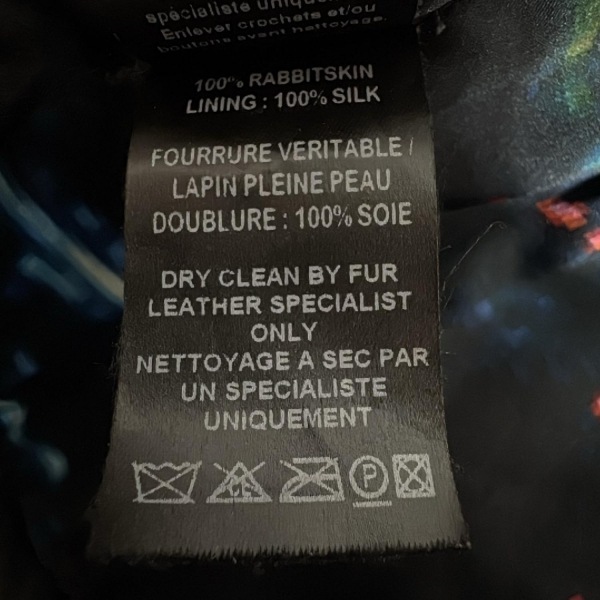 spécialiste
Enlever crochets et/ou
boutons avant nettoyage.
100% RABBITSKIN
LINING : 100% SILK
FOURRURE VERITABLE /
LAPIN PLEINE PEAU
DOUBLURE : 100% SOIE
DRY CLEAN BY FUR
LEATHER SPECIALIST
ONLY
NETTOYAGE A SEC PAR
UN SPECIALISTE
UNIQUEMENT
P